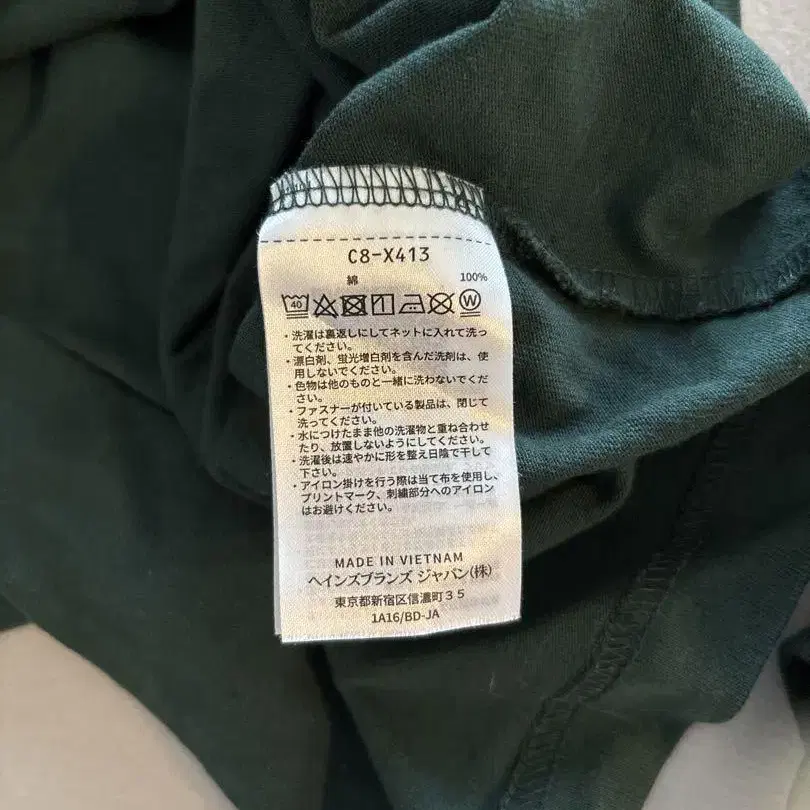 C8-X413
綿 100%
40 W
・洗濯は裏返しにしてネットに入れて洗っ
てください。
・漂白剤、蛍光増白剤を含んだ洗剤は、使
用しないでください。
・色物は他のものと一緒に洗わないでくだ
さい。
・ファスナーが付いている製品は、閉じて
洗ってください。
・水につけたまま他の洗濯物と重ね合わせ
たり、放置しないようにしてください。
・洗濯後は速やかに形を整え日陰で干して
下さい。
・アイロン掛けを行う際は当て布を使用し、
プリントマーク、刺繍部分へのアイロン
はお避けください。
MADE IN VIETNAM
ヘインズブランズ ジャパン(株)
東京都新宿区信濃町35
1A16/BD-JA